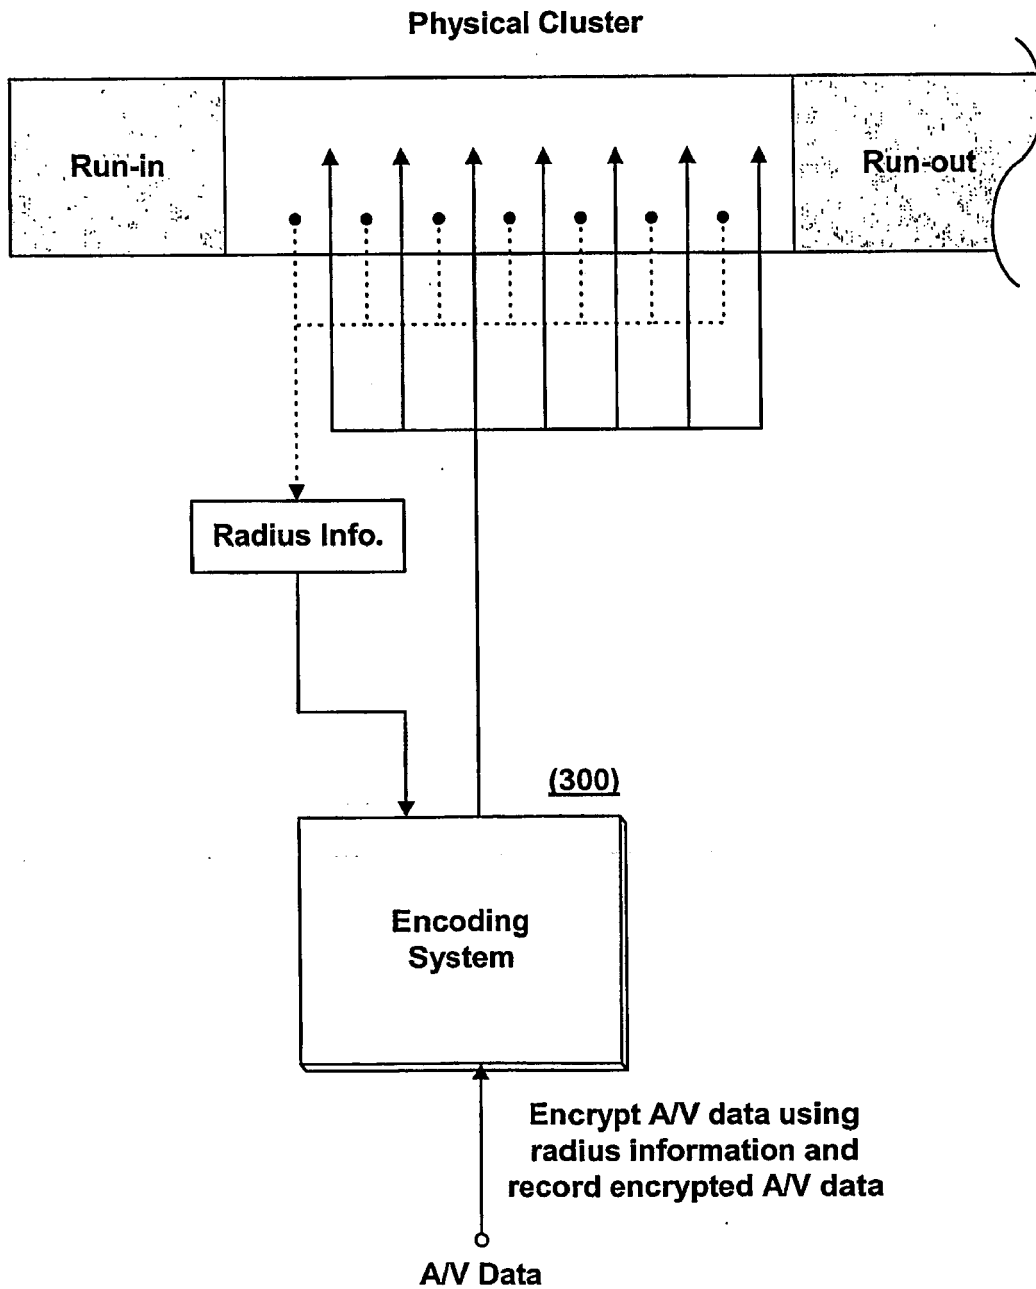 Physical Cluster
Run-in
Run-out
Radius Info.
(300)
Encoding
System
Encrypt A/V data using
radius information and
record encrypted A/V data
A/V Data